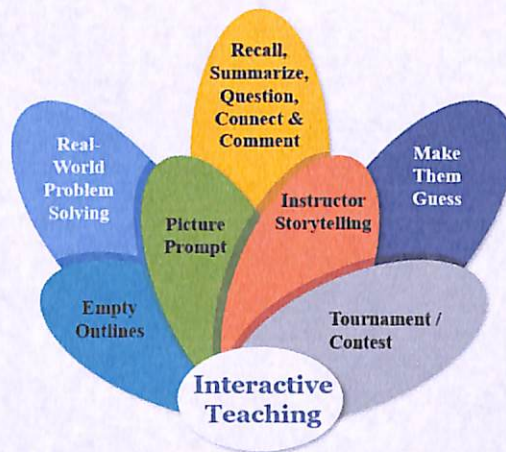 Recall,
Summarize,
Question,
Connect &
Comment
Real-
World
Problem
Solving
Make
Them
Guess
Picture
Prompt
Instructor
Storytelling
Empty
Outlines
Tournament /
Contest
Interactive
Teaching